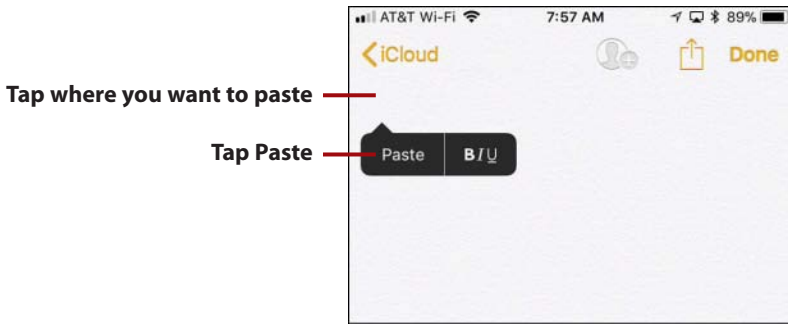 AT&T Wi-Fi 7:57 AM 89%
iCloud Done
Tap where you want to paste
Tap Paste
Paste BIU